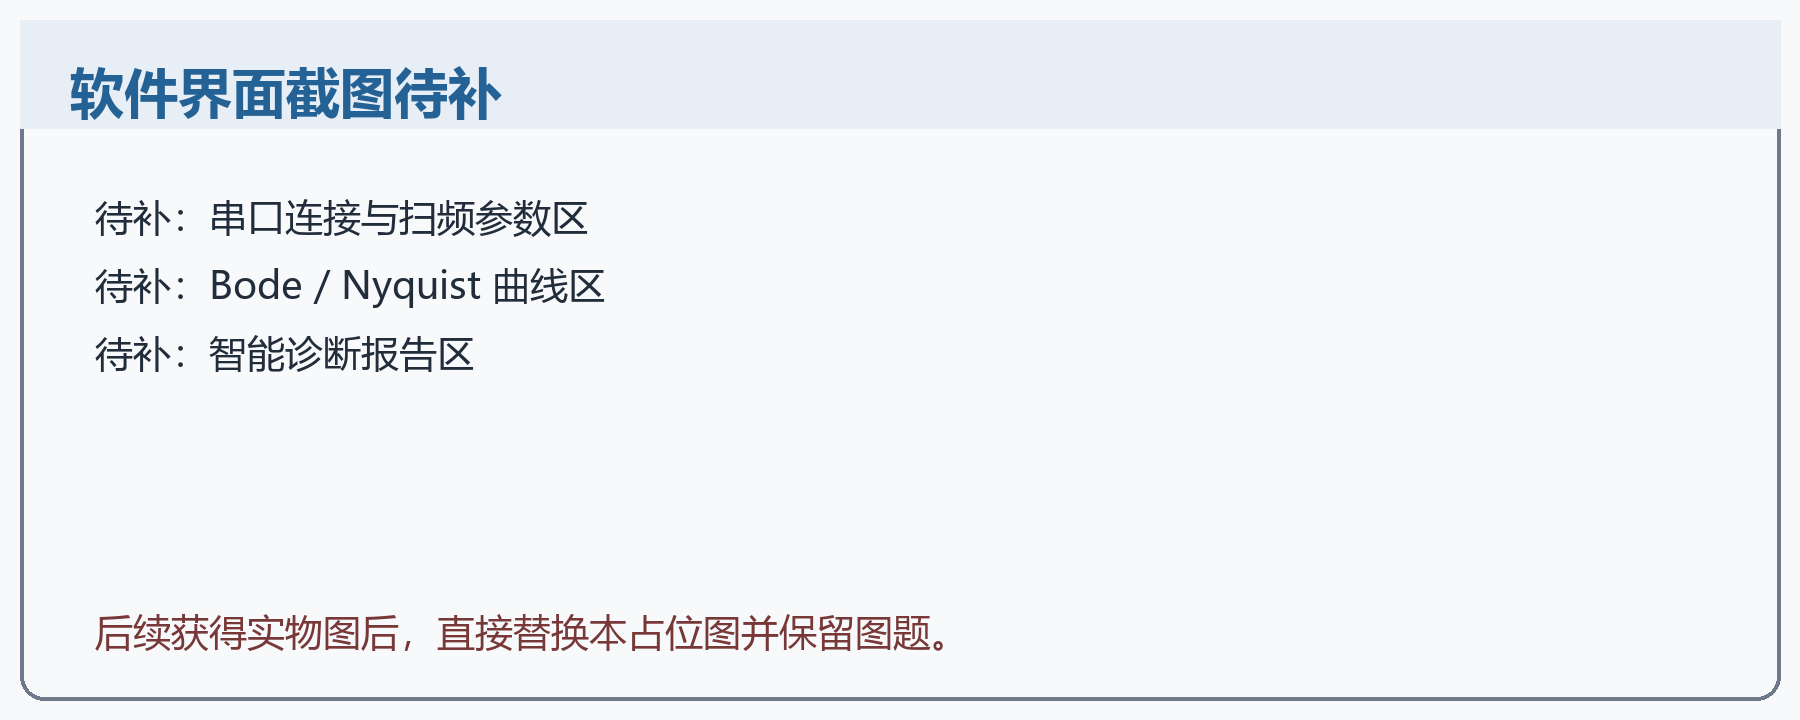 软件界面截图待补
待补：串口连接与扫频参数区
待补：Bode / Nyquist 曲线区
待补：智能诊断报告区
后续获得实物图后，直接替换本占位图并保留图题。